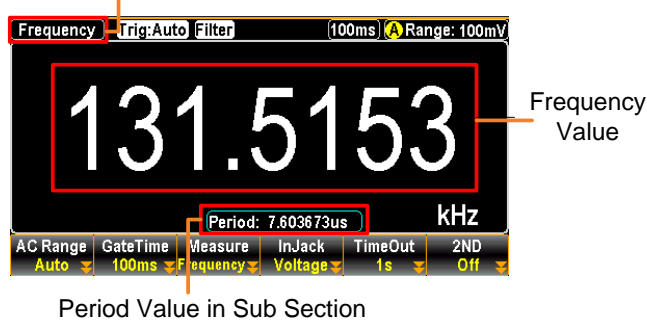 Frequency Trig:Auto Filter 100ms A Range: 100mV
131.5153
Frequency
Value
Period: 7.603673us kHz
AC Range GateTime Measure InJack TimeOut 2ND
Auto 100ms Frequency Voltage 1s Off
Period Value in Sub Section